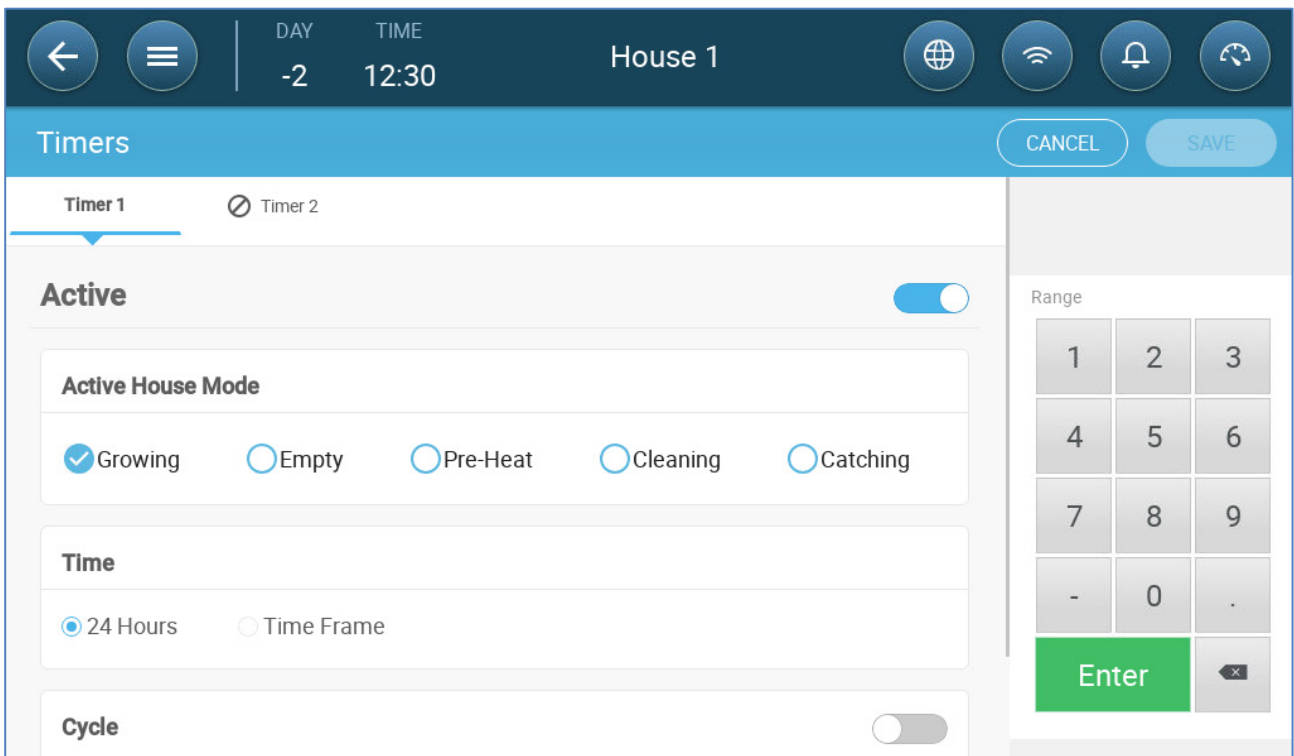 DAY TIME
-2 12:30
House 1
Timers
CANCEL SAVE
Timer 1 Timer 2
Active
Active House Mode
Growing Empty Pre-Heat Cleaning Catching
Time
24 Hours Time Frame
Cycle
Range
1 2 3
4 5 6
7 8 9
- 0 .
Enter